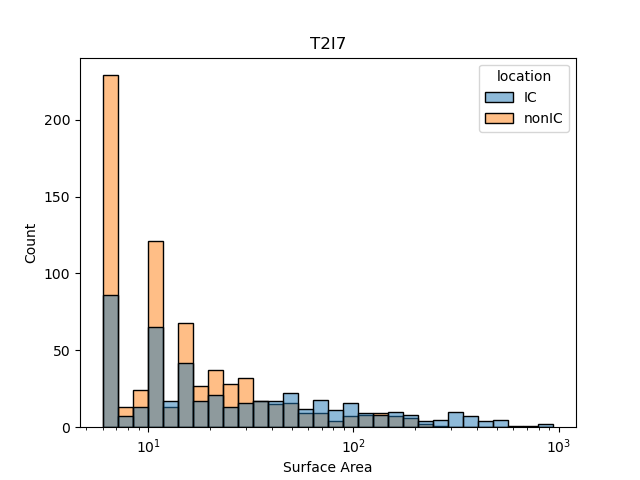 T2I7
location
IC
nonIC
Count
200
150
100
50
0
10¹
10²
10³
Surface Area